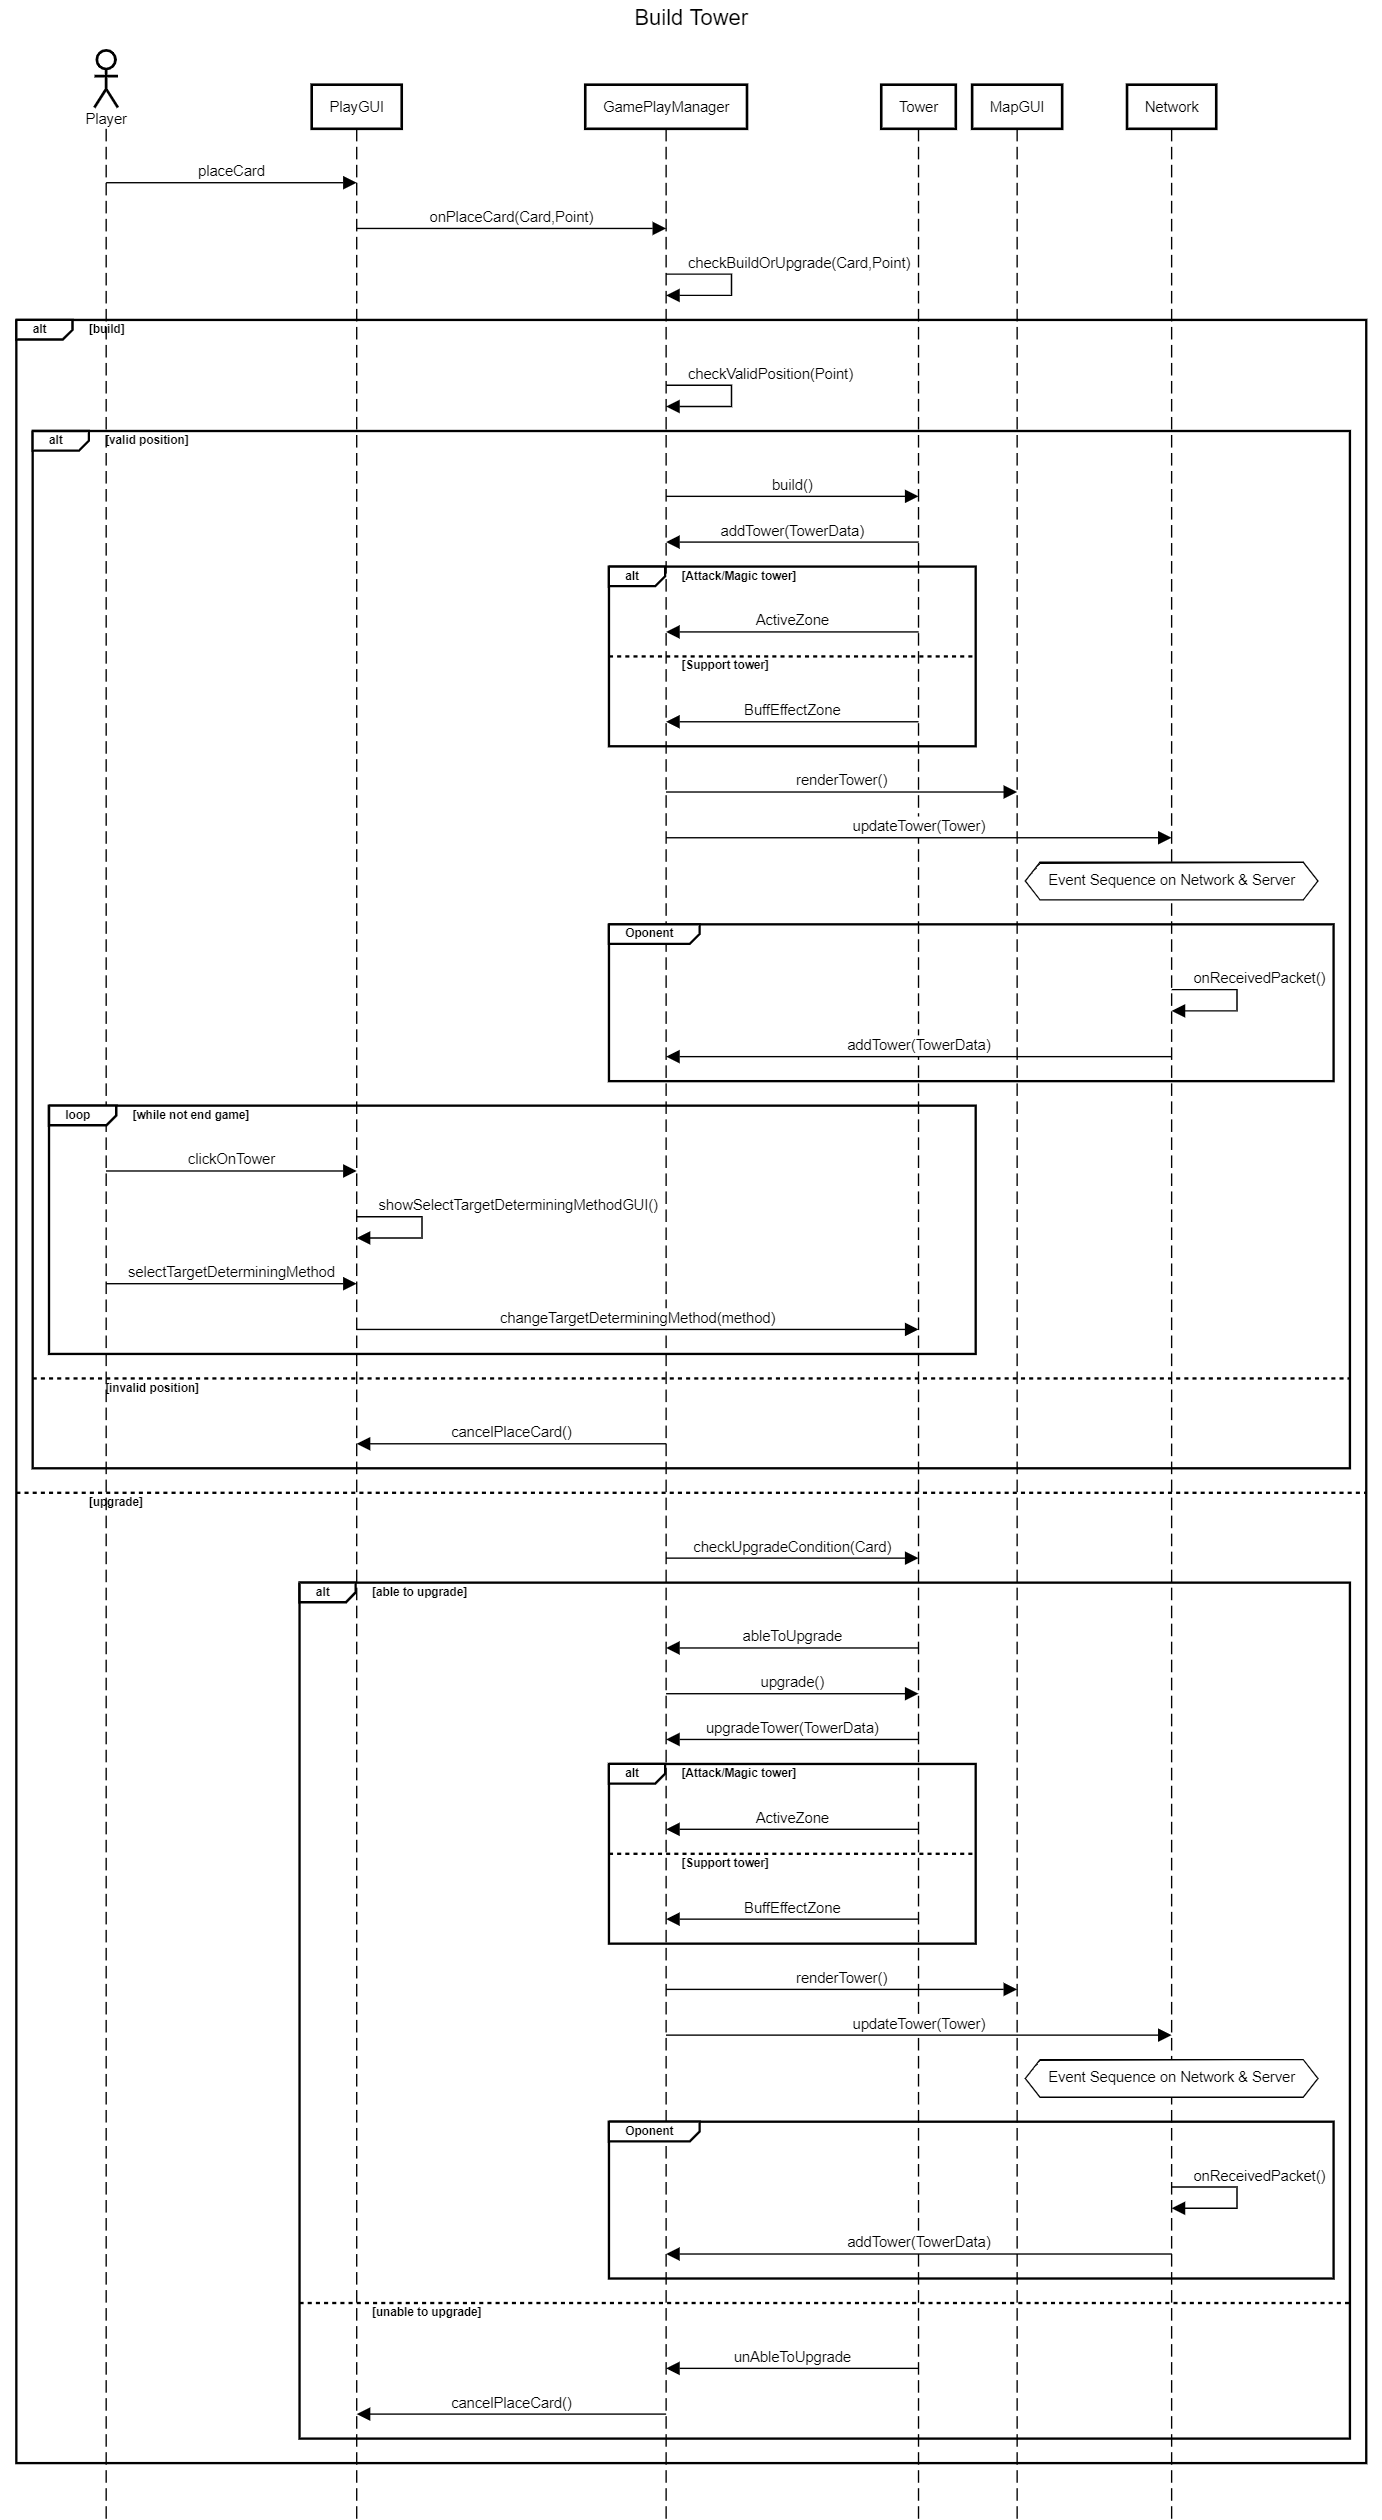 Build Tower
Player
PlayGUI
GamePlayManager
Tower
MapGUI
Network
placeCard
onPlaceCard(Card,Point)
checkBuildOrUpgrade(Card,Point)
alt [build]
checkValidPosition(Point)
alt [valid position]
build()
addTower(TowerData)
alt [Attack/Magic tower]
ActiveZone
[Support tower]
BuffEffectZone
renderTower()
updateTower(Tower)
Event Sequence on Network & Server
Oponent
onReceivedPacket()
addTower(TowerData)
loop [while not end game]
clickOnTower
showSelectTargetDeterminingMethodGUI()
selectTargetDeterminingMethod
changeTargetDeterminingMethod(method)
[invalid position]
cancelPlaceCard()
[upgrade]
checkUpgradeCondition(Card)
alt [able to upgrade]
ableToUpgrade
upgrade()
upgradeTower(TowerData)
alt [Attack/Magic tower]
ActiveZone
[Support tower]
BuffEffectZone
renderTower()
updateTower(Tower)
Event Sequence on Network & Server
Oponent
onReceivedPacket()
addTower(TowerData)
[unable to upgrade]
unAbleToUpgrade
cancelPlaceCard()